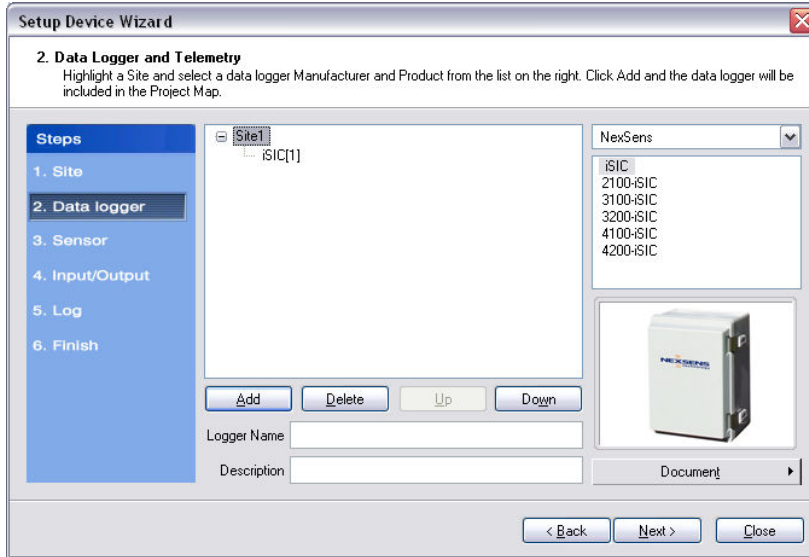 Setup Device Wizard
2. Data Logger and Telemetry
Highlight a Site and select a data logger Manufacturer and Product from the list on the right. Click Add and the data logger will be
included in the Project Map.
Steps
1. Site
2. Data logger
3. Sensor
4. Input/Output
5. Log
6. Finish
Site1
iSIC[1]
Add
Delete
Up
Down
Logger Name
Description
NexSens
iSIC
2100-iSIC
3100-iSIC
3200-iSIC
4100-iSIC
4200-iSIC
NEXSENS
Document
< Back
Next >
Close